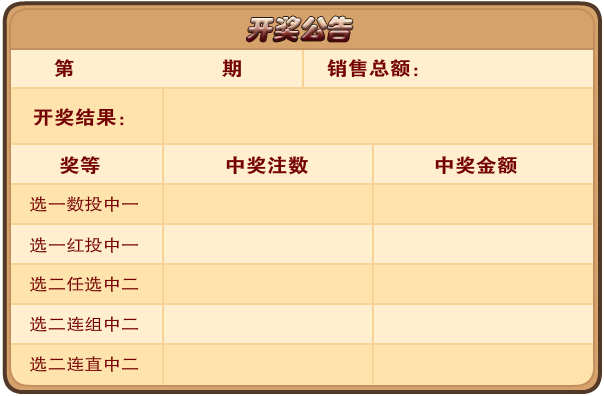 开奖公告
第 期 销售总额：
开奖结果：
奖等 中奖注数 中奖金额
选一数投中一
选一红投中一
选二任选中二
选二连组中二
选二连直中二